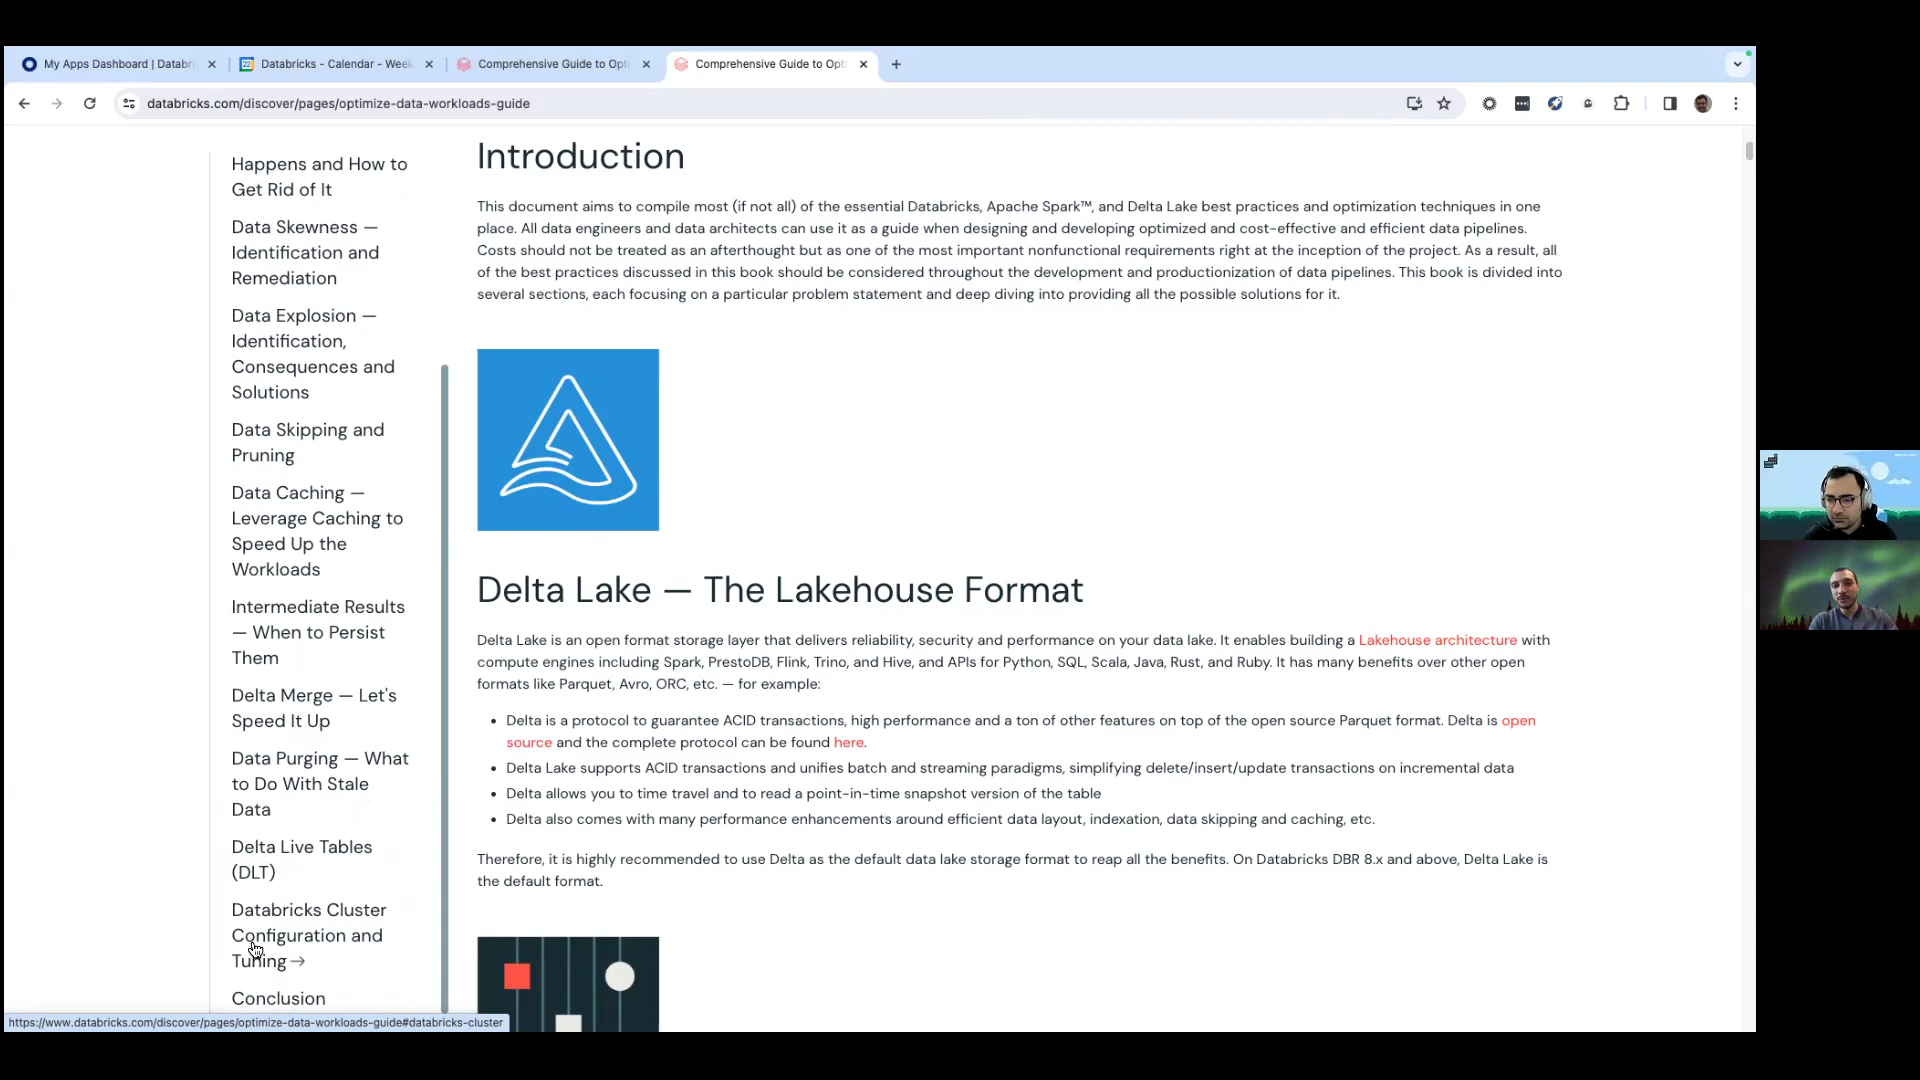 My Apps Dashboard | Databri
Databricks - Calendar - Week
Comprehensive Guide to Opti
Comprehensive Guide to Opti
databricks.com/discover/pages/optimize-data-workloads-guide
Happens and How to
Get Rid of It
Data Skewness —
Identification and
Remediation
Data Explosion —
Identification,
Consequences and
Solutions
Data Skipping and
Pruning
Data Caching —
Leverage Caching to
Speed Up the
Workloads
Intermediate Results
— When to Persist
Them
Delta Merge — Let's
Speed It Up
Data Purging — What
to Do With Stale
Data
Delta Live Tables
(DLT)
Databricks Cluster
Configuration and
Tuning →
Conclusion
https://www.databricks.com/discover/pages/optimize-data-workloads-guide#databricks-cluster
Introduction
This document aims to compile most (if not all) of the essential Databricks, Apache Spark™, and Delta Lake best practices and optimization techniques in one
place. All data engineers and data architects can use it as a guide when designing and developing optimized and cost-effective and efficient data pipelines.
Costs should not be treated as an afterthought but as one of the most important nonfunctional requirements right at the inception of the project. As a result, all
of the best practices discussed in this book should be considered throughout the development and productionization of data pipelines. This book is divided into
several sections, each focusing on a particular problem statement and deep diving into providing all the possible solutions for it.
Delta Lake — The Lakehouse Format
Delta Lake is an open format storage layer that delivers reliability, security and performance on your data lake. It enables building a Lakehouse architecture with
compute engines including Spark, PrestoDB, Flink, Trino, and Hive, and APIs for Python, SQL, Scala, Java, Rust, and Ruby. It has many benefits over other open
formats like Parquet, Avro, ORC, etc. — for example:
• Delta is a protocol to guarantee ACID transactions, high performance and a ton of other features on top of the open source Parquet format. Delta is open
source and the complete protocol can be found here.
• Delta Lake supports ACID transactions and unifies batch and streaming paradigms, simplifying delete/insert/update transactions on incremental data
• Delta allows you to time travel and to read a point-in-time snapshot version of the table
• Delta also comes with many performance enhancements around efficient data layout, indexation, data skipping and caching, etc.
Therefore, it is highly recommended to use Delta as the default data lake storage format to reap all the benefits. On Databricks DBR 8.x and above, Delta Lake is
the default format.